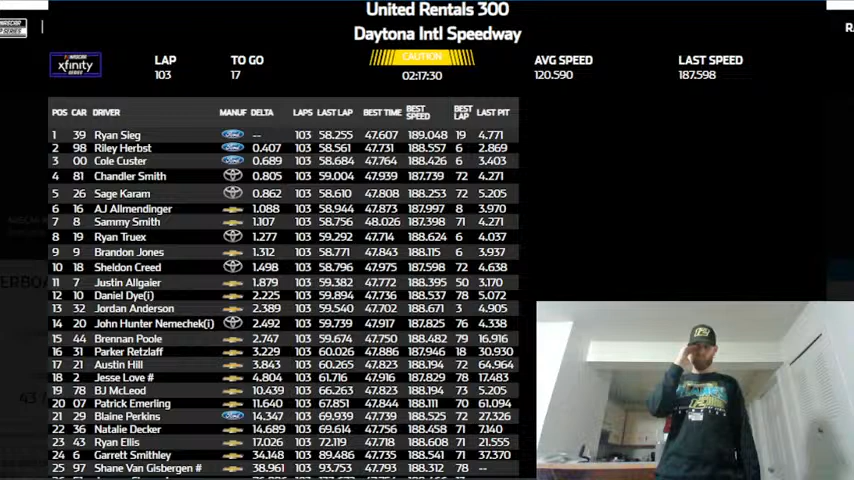 United Rentals 300
Daytona Intl Speedway
xfinity SERIES
LAP TO GO CAUTION AVG SPEED LAST SPEED
103 17 02:17:30 120.590 187.598
POS CAR DRIVER MANUF DELTA LAPS LAST LAP BEST TIME BEST SPEED BEST LAP LAST PIT
1 39 Ryan Sieg -- 103 58.255 47.607 189.048 19 4.771
2 98 Riley Herbst 0.407 103 58.561 47.731 188.557 6 2.869
3 00 Cole Custer 0.689 103 58.684 47.764 188.426 6 3.403
4 81 Chandler Smith 0.805 103 59.004 47.939 187.739 72 4.271
5 26 Sage Karam 0.862 103 58.610 47.808 188.253 72 5.205
6 16 AJ Allmendinger 1.088 103 58.944 47.873 187.997 8 3.970
7 8 Sammy Smith 1.107 103 58.756 48.026 187.398 71 4.271
8 19 Ryan Truex 1.277 103 59.292 47.714 188.624 6 4.037
9 9 Brandon Jones 1.312 103 58.771 47.843 188.115 6 3.937
10 18 Sheldon Creed 1.498 103 58.796 47.975 187.598 72 4.638
11 7 Justin Allgaier 1.879 103 59.382 47.772 188.395 50 3.170
12 10 Daniel Dye(i) 2.225 103 59.894 47.736 188.537 78 5.072
13 32 Jordan Anderson 2.389 103 59.540 47.702 188.671 3 4.905
14 20 John Hunter Nemechek(i) 2.492 103 59.739 47.917 187.825 76 4.338
15 44 Brennan Poole 2.747 103 59.674 47.750 188.482 79 16.916
16 31 Parker Retzlaff 3.229 103 60.026 47.886 187.946 18 30.930
17 21 Austin Hill 3.843 103 60.265 47.823 188.194 72 64.964
18 2 Jesse Love # 4.804 103 61.716 47.916 187.829 78 17.483
19 78 BJ McLeod 10.439 103 66.263 47.823 188.194 73 5.205
20 07 Patrick Emerling 11.640 103 67.851 47.844 188.111 70 61.094
21 29 Blaine Perkins 14.347 103 69.939 47.739 188.525 72 27.326
22 36 Natalie Decker 14.689 103 69.614 47.756 188.458 71 7.140
23 43 Ryan Ellis 17.026 103 72.119 47.718 188.608 71 21.555
24 6 Garrett Smithley 34.148 103 89.486 47.735 188.541 71 37.370
25 97 Shane Van Gisbergen # 38.961 103 93.753 47.793 188.312 78 --